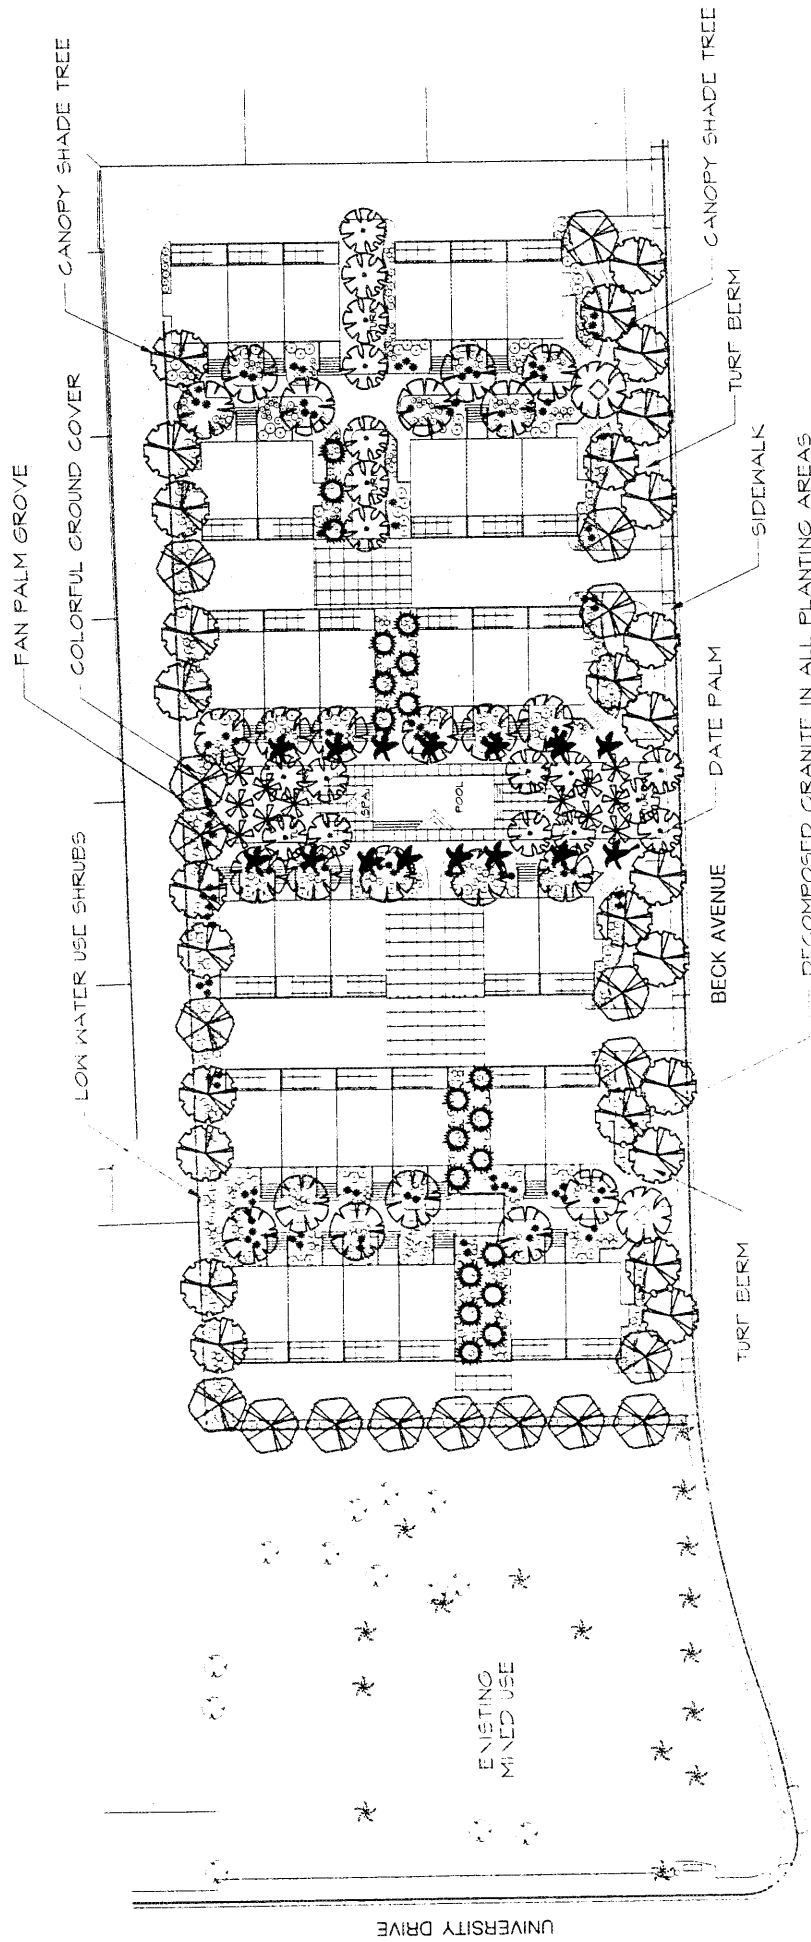 CANOPY SHADE TREE
FAN PALM GROVE
COLORFUL GROUND COVER
LOW WATER USE SHRUBS
SPA
POOL
CANOPY SHADE TREE
TURF BERM
SIDEWALK
DATE PALM
BECK AVENUE
DECOMPOSED GRANITE IN ALL PLANTING AREAS
TURF BERM
EXISTING
MIXED USE
UNIVERSITY DRIVE